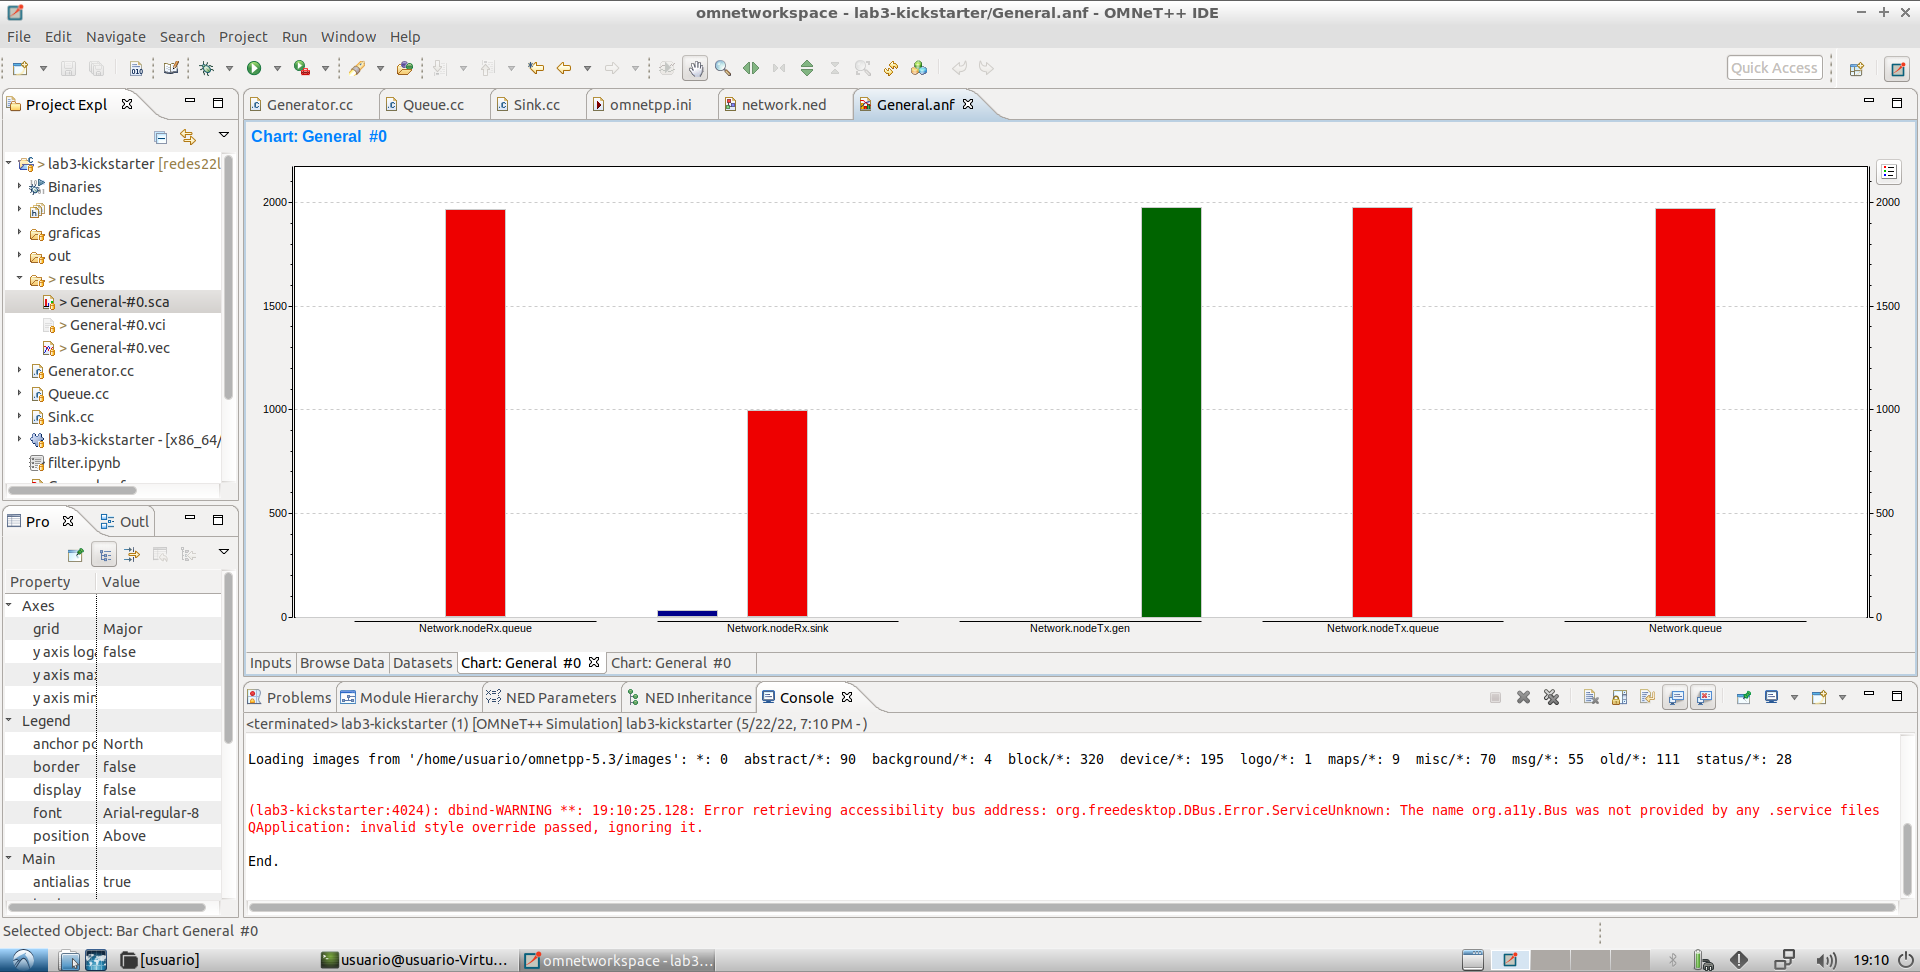 omnetworkspace - lab3-kickstarter/General.anf - OMNeT++ IDE
File Edit Navigate Search Project Run Window Help
Quick Access
Project Expl
Generator.cc Queue.cc Sink.cc omnetpp.ini network.ned General.anf
Chart: General #0
> lab3-kickstarter [redes22l
Binaries
Includes
graficas
out
> results
> General-#0.sca
> General-#0.vci
> General-#0.vec
Generator.cc
Queue.cc
Sink.cc
lab3-kickstarter - [x86_64/
filter.ipynb
2000 2000
1500 1500
1000 1000
500 500
0 0
Network.nodeRx.queue Network.nodeRx.sink Network.nodeTx.gen Network.nodeTx.queue Network.queue
Inputs Browse Data Datasets Chart: General #0 Chart: General #0
Pro Outl
Property Value
Axes
grid Major
y axis log. false
y axis ma
y axis mir
Legend
anchor po North
border false
display false
font Arial-regular-8
position Above
Main
antialias true
Problems Module Hierarchy NED Parameters NED Inheritance Console
<terminated> lab3-kickstarter (1) [OMNeT++ Simulation] lab3-kickstarter (5/22/22, 7:10 PM - )
Loading images from '/home/usuario/omnetpp-5.3/images': *: 0 abstract/*: 90 background/*: 4 block/*: 320 device/*: 195 logo/*: 1 maps/*: 9 misc/*: 70 msg/*: 55 old/*: 111 status/*: 28
(lab3-kickstarter:4024): dbind-WARNING **: 19:10:25.128: Error retrieving accessibility bus address: org.freedesktop.DBus.Error.ServiceUnknown: The name org.a11y.Bus was not provided by any .service files
QApplication: invalid style override passed, ignoring it.
End.
Selected Object: Bar Chart General #0
[usuario] usuario@usuario-Virtu... omnetworkspace - lab3... 19:10